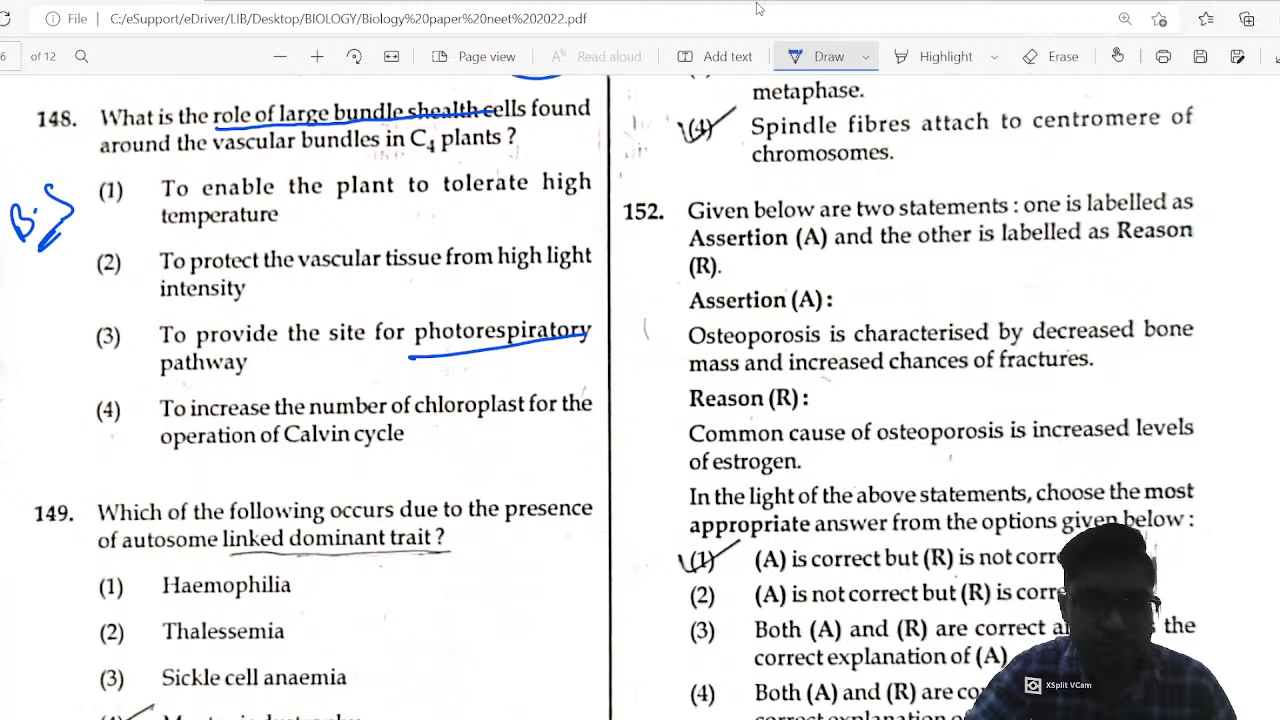 File | C:/eSupport/eDriver/LIB/Desktop/BIOLOGY/Biology%20paper%20neet%202022.pdf
6 of 12 Page view Read aloud Add text Draw Highlight Erase
148. What is the role of large bundle shealth cells found
around the vascular bundles in C4 plants ?
(1) To enable the plant to tolerate high
temperature
(2) To protect the vascular tissue from high light
intensity
(3) To provide the site for photorespiratory
pathway
(4) To increase the number of chloroplast for the
operation of Calvin cycle
149. Which of the following occurs due to the presence
of autosome linked dominant trait ?
(1) Haemophilia
(2) Thalessemia
(3) Sickle cell anaemia
metaphase.
(4) Spindle fibres attach to centromere of
chromosomes.
152. Given below are two statements : one is labelled as
Assertion (A) and the other is labelled as Reason
(R).
Assertion (A) :
Osteoporosis is characterised by decreased bone
mass and increased chances of fractures.
Reason (R) :
Common cause of osteoporosis is increased levels
of estrogen.
In the light of the above statements, choose the most
appropriate answer from the options given below :
(1) (A) is correct but (R) is not
(2) (A) is not correct but (R) is
(3) Both (A) and (R) are correct the
correct explanation of (A)
(4) Both (A) and (R) are
XSplit VCam